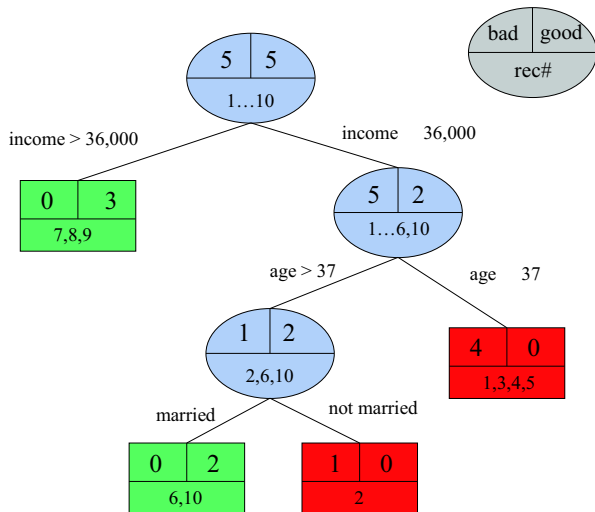 bad good
rec#
5 5
1…10
income > 36,000
income 36,000
0 3
7,8,9
5 2
1…6,10
age > 37
age 37
1 2
2,6,10
4 0
1,3,4,5
married
not married
0 2
6,10
1 0
2